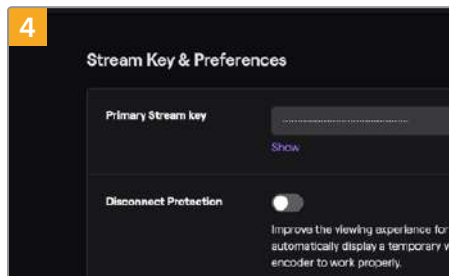 4
Stream Key & Preferences
Primary Stream key
Show
Disconnect Protection
Improve the viewing experience for
automatically display a temporary v
encoder to work properly.